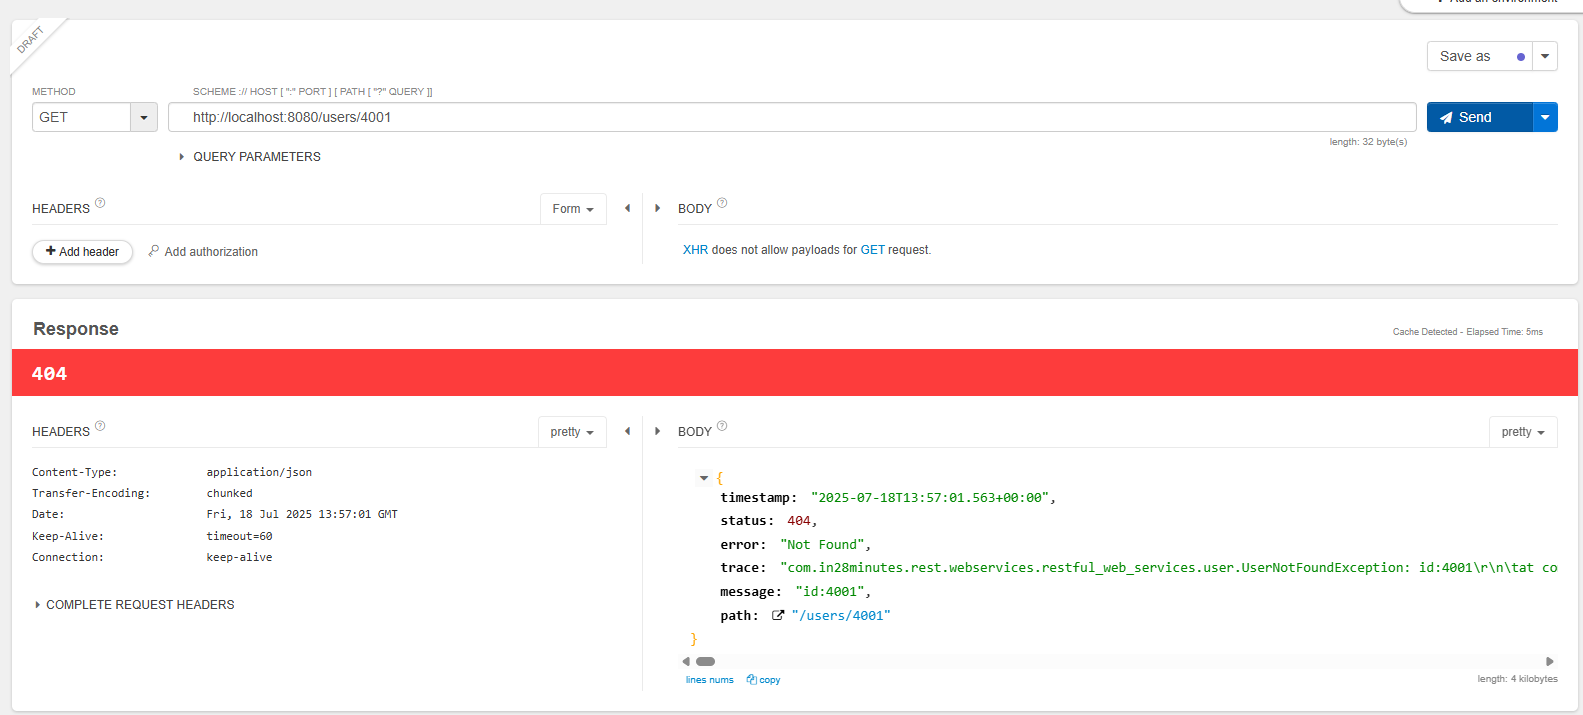 Add an environment
DRAFT
Save as
METHOD
SCHEME :// HOST [ ":" PORT ] [ PATH [ "?" QUERY ]]
GET
http://localhost:8080/users/4001
Send
length: 32 byte(s)
QUERY PARAMETERS
HEADERS ?
Form
BODY ?
+ Add header
Add authorization
XHR does not allow payloads for GET request.
Response
Cache Detected - Elapsed Time: 5ms
404
HEADERS ?
pretty
BODY ?
pretty
Content-Type: application/json
Transfer-Encoding: chunked
Date: Fri, 18 Jul 2025 13:57:01 GMT
Keep-Alive: timeout=60
Connection: keep-alive
COMPLETE REQUEST HEADERS
{
timestamp: "2025-07-18T13:57:01.563+00:00",
status: 404,
error: "Not Found",
trace: "com.in28minutes.rest.webservices.restful_web_services.user.UserNotFoundException: id:4001\r\n\tat co
message: "id:4001",
path: "/users/4001"
}
lines nums
copy
length: 4 kilobytes